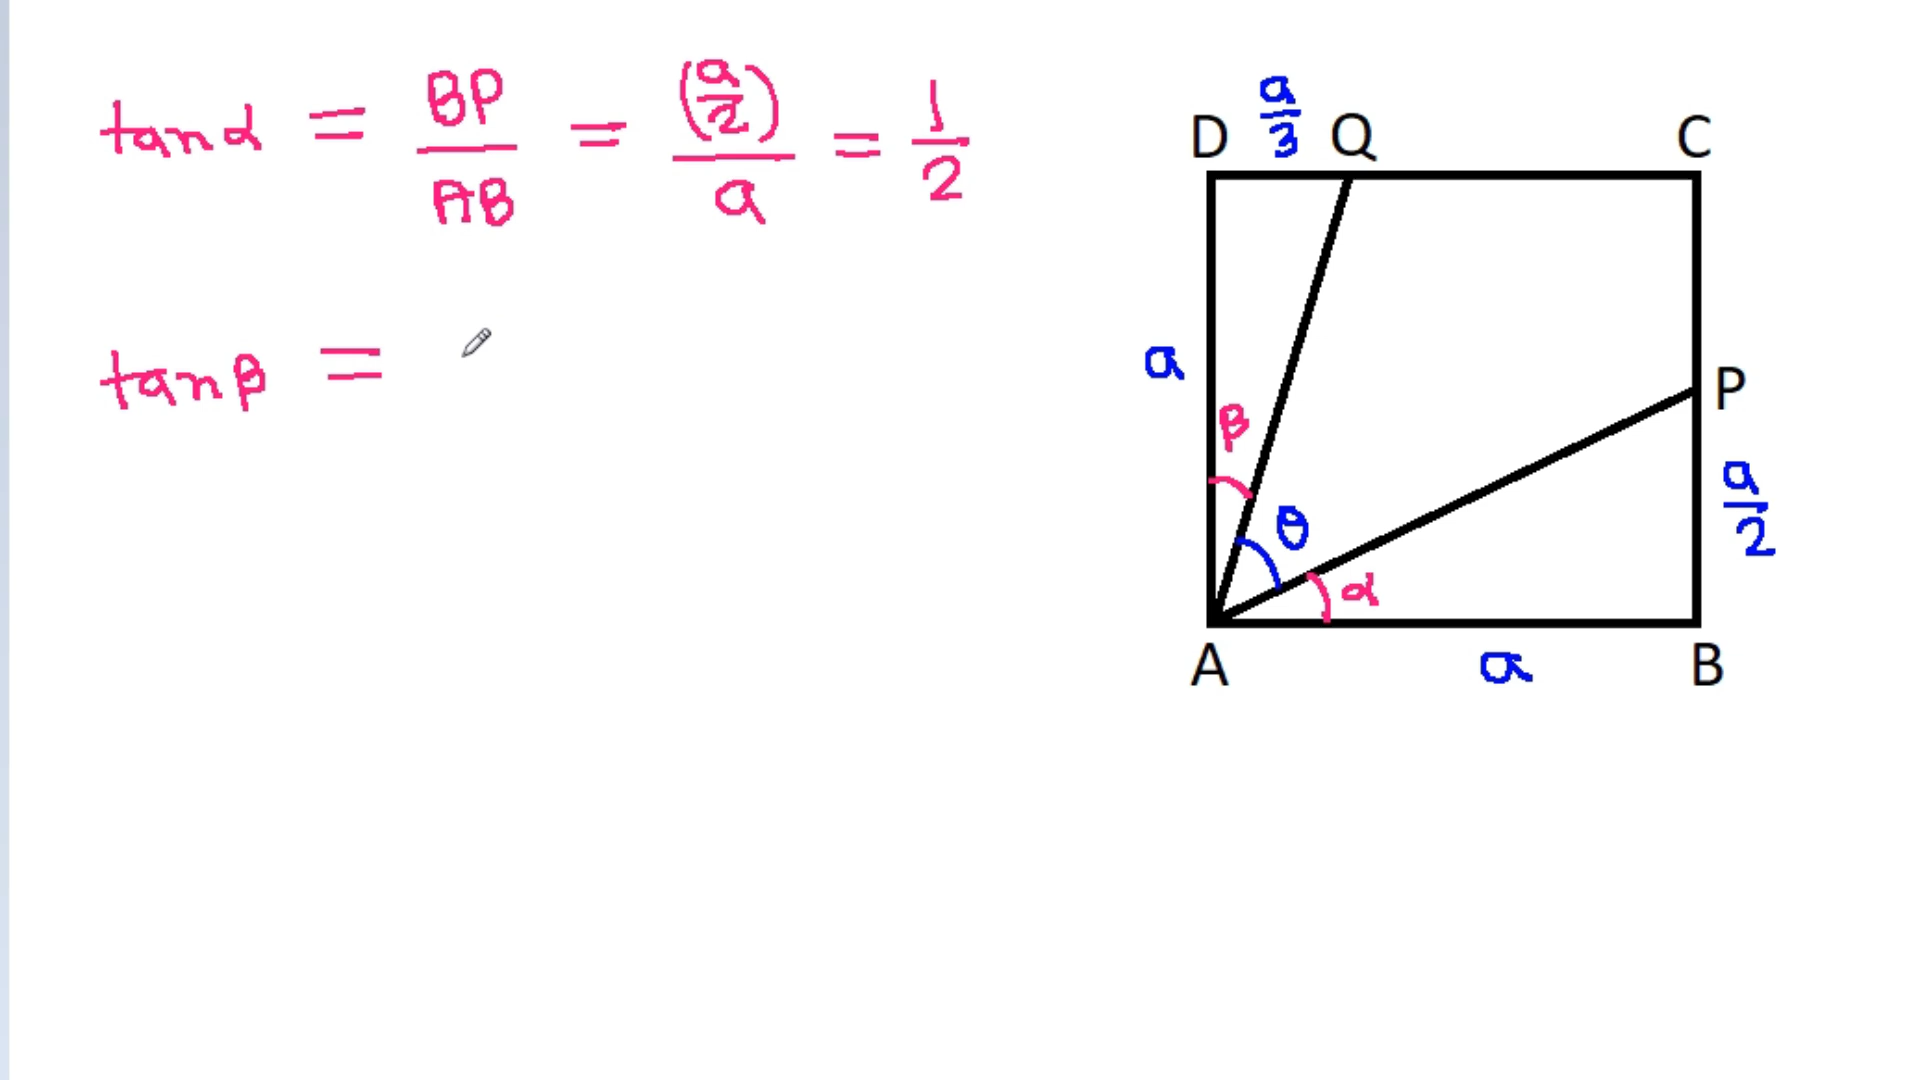 tanα = BP/AB = (a/2)/a = 1/2
tanβ =
a/3
D Q C
a
β
P
θ
a/2
α
A a B